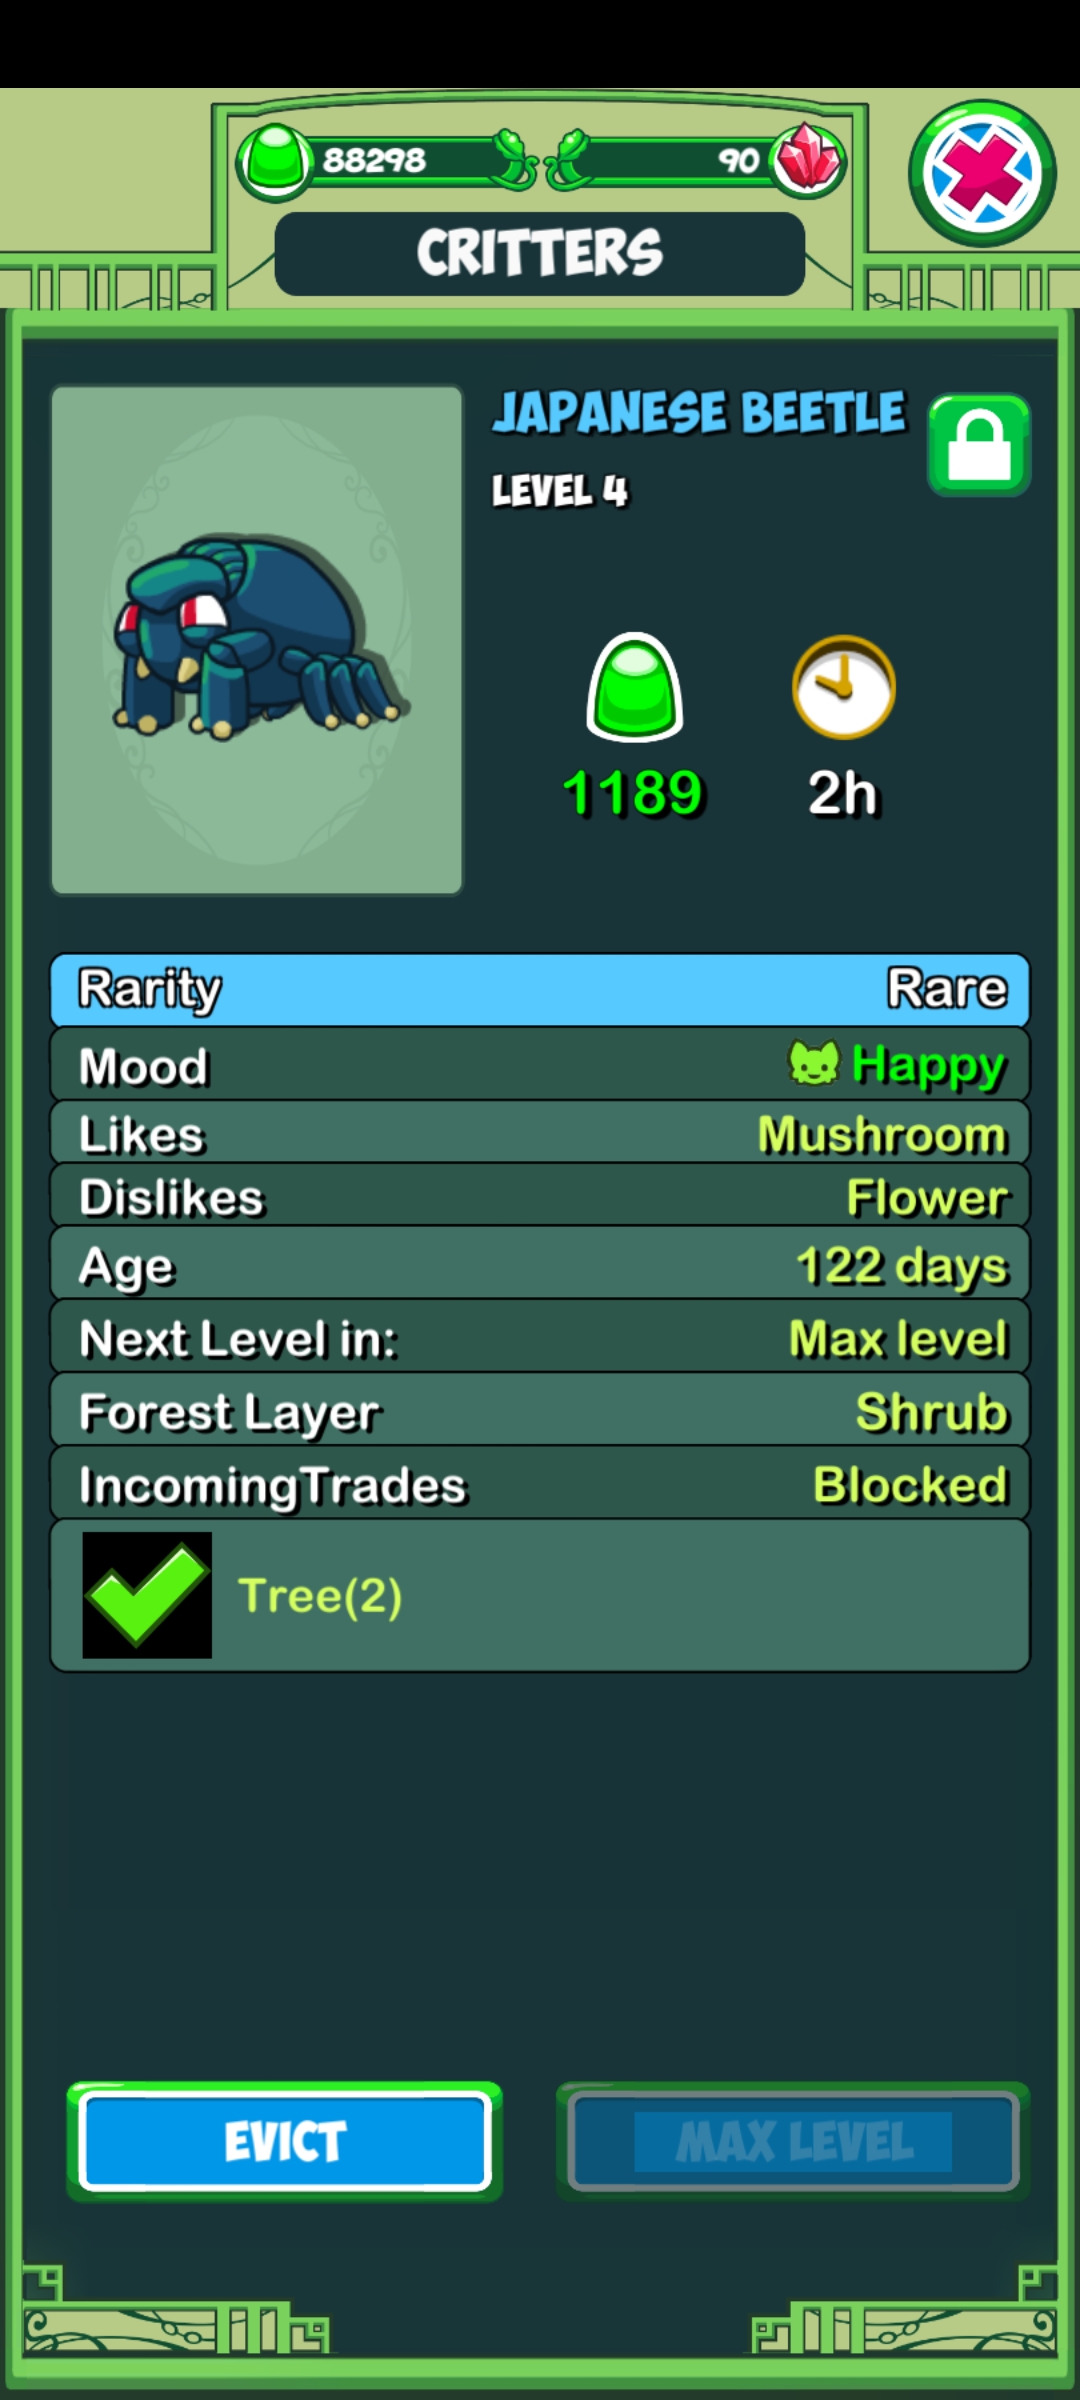 88298
90
CRITTERS
JAPANESE BEETLE
LEVEL 4
1189
2h
Rarity Rare
Mood Happy
Likes Mushroom
Dislikes Flower
Age 122 days
Next Level in: Max level
Forest Layer Shrub
IncomingTrades Blocked
Tree(2)
EVICT
MAX LEVEL